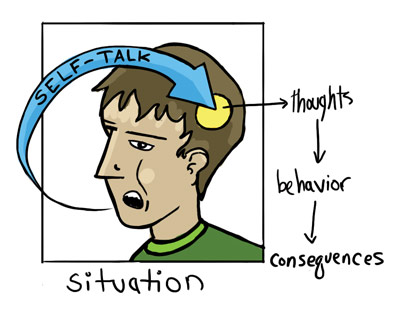 SELF-TALK
thoughts
behavior
consequences
situation